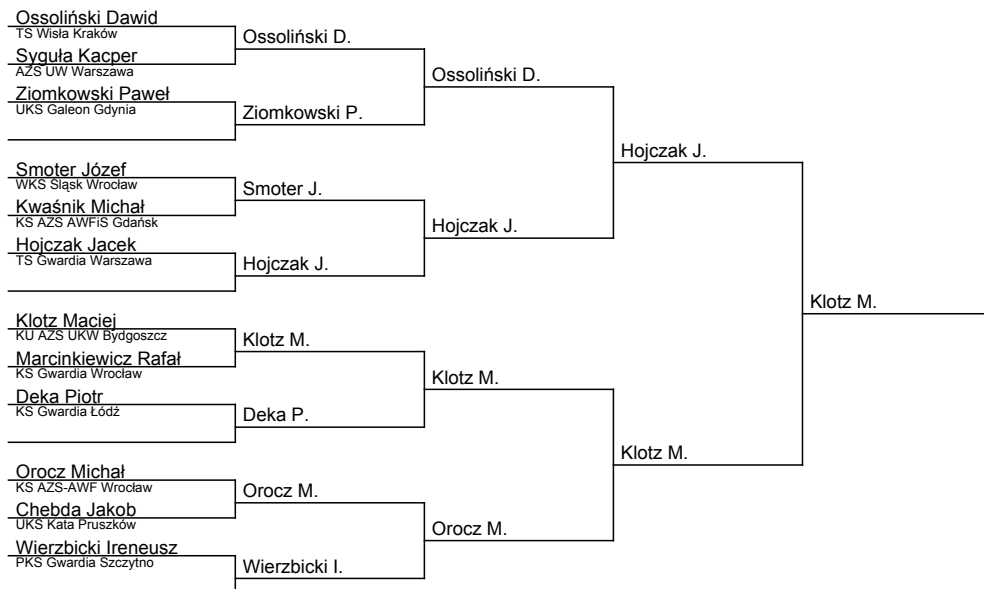 Ossoliński Dawid
TS Wisła Kraków
Syguła Kacper
AZS UW Warszawa
Ziomkowski Paweł
UKS Galeon Gdynia
Smoter Józef
WKS Śląsk Wrocław
Kwaśnik Michał
KS AZS AWFiS Gdańsk
Hojczak Jacek
TS Gwardia Warszawa
Klotz Maciej
KU AZS UKW Bydgoszcz
Marcinkiewicz Rafał
KS Gwardia Wrocław
Deka Piotr
KS Gwardia Łódź
Orocz Michał
KS AZS-AWF Wrocław
Chebda Jakob
UKS Kata Pruszków
Wierzbicki Ireneusz
PKS Gwardia Szczytno
Ossoliński D.
Ziomkowski P.
Smoter J.
Hojczak J.
Klotz M.
Deka P.
Orocz M.
Wierzbicki I.
Ossoliński D.
Hojczak J.
Klotz M.
Orocz M.
Hojczak J.
Klotz M.
Klotz M.